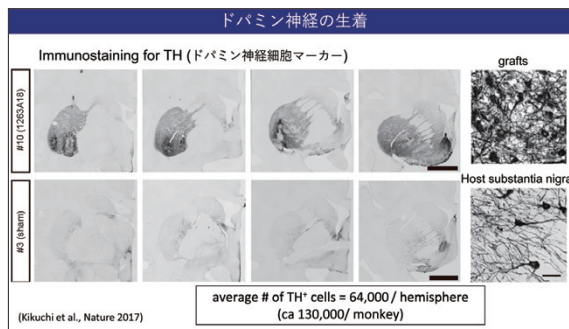 ドパミン神経の生着
Immunostaining for TH (ドパミン神経細胞マーカー)
grafts
#10 (1263A18)
Host substantia nigra
#3 (sham)
average # of TH⁺ cells = 64,000 / hemisphere
(ca 130,000/ monkey)
(Kikuchi et al., Nature 2017)